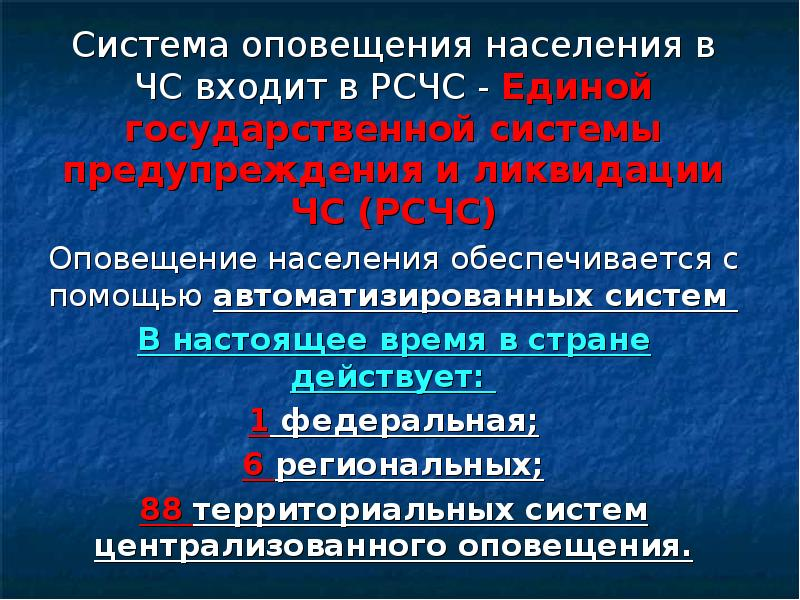 Система оповещения населения в
ЧС входит в РСЧС - Единой
государственной системы
предупреждения и ликвидации
ЧС (РСЧС)
Оповещение населения обеспечивается с
помощью автоматизированных систем
В настоящее время в стране
действует:
1 федеральная;
6 региональных;
88 территориальных систем
централизованного оповещения.